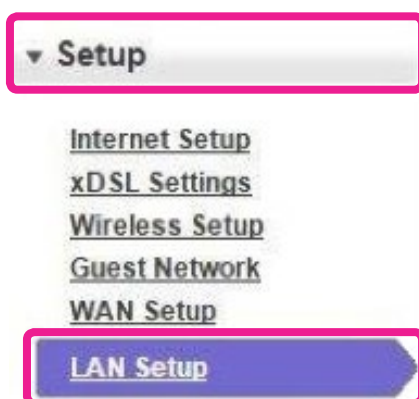 Setup
Internet Setup
xDSL Settings
Wireless Setup
Guest Network
WAN Setup
LAN Setup